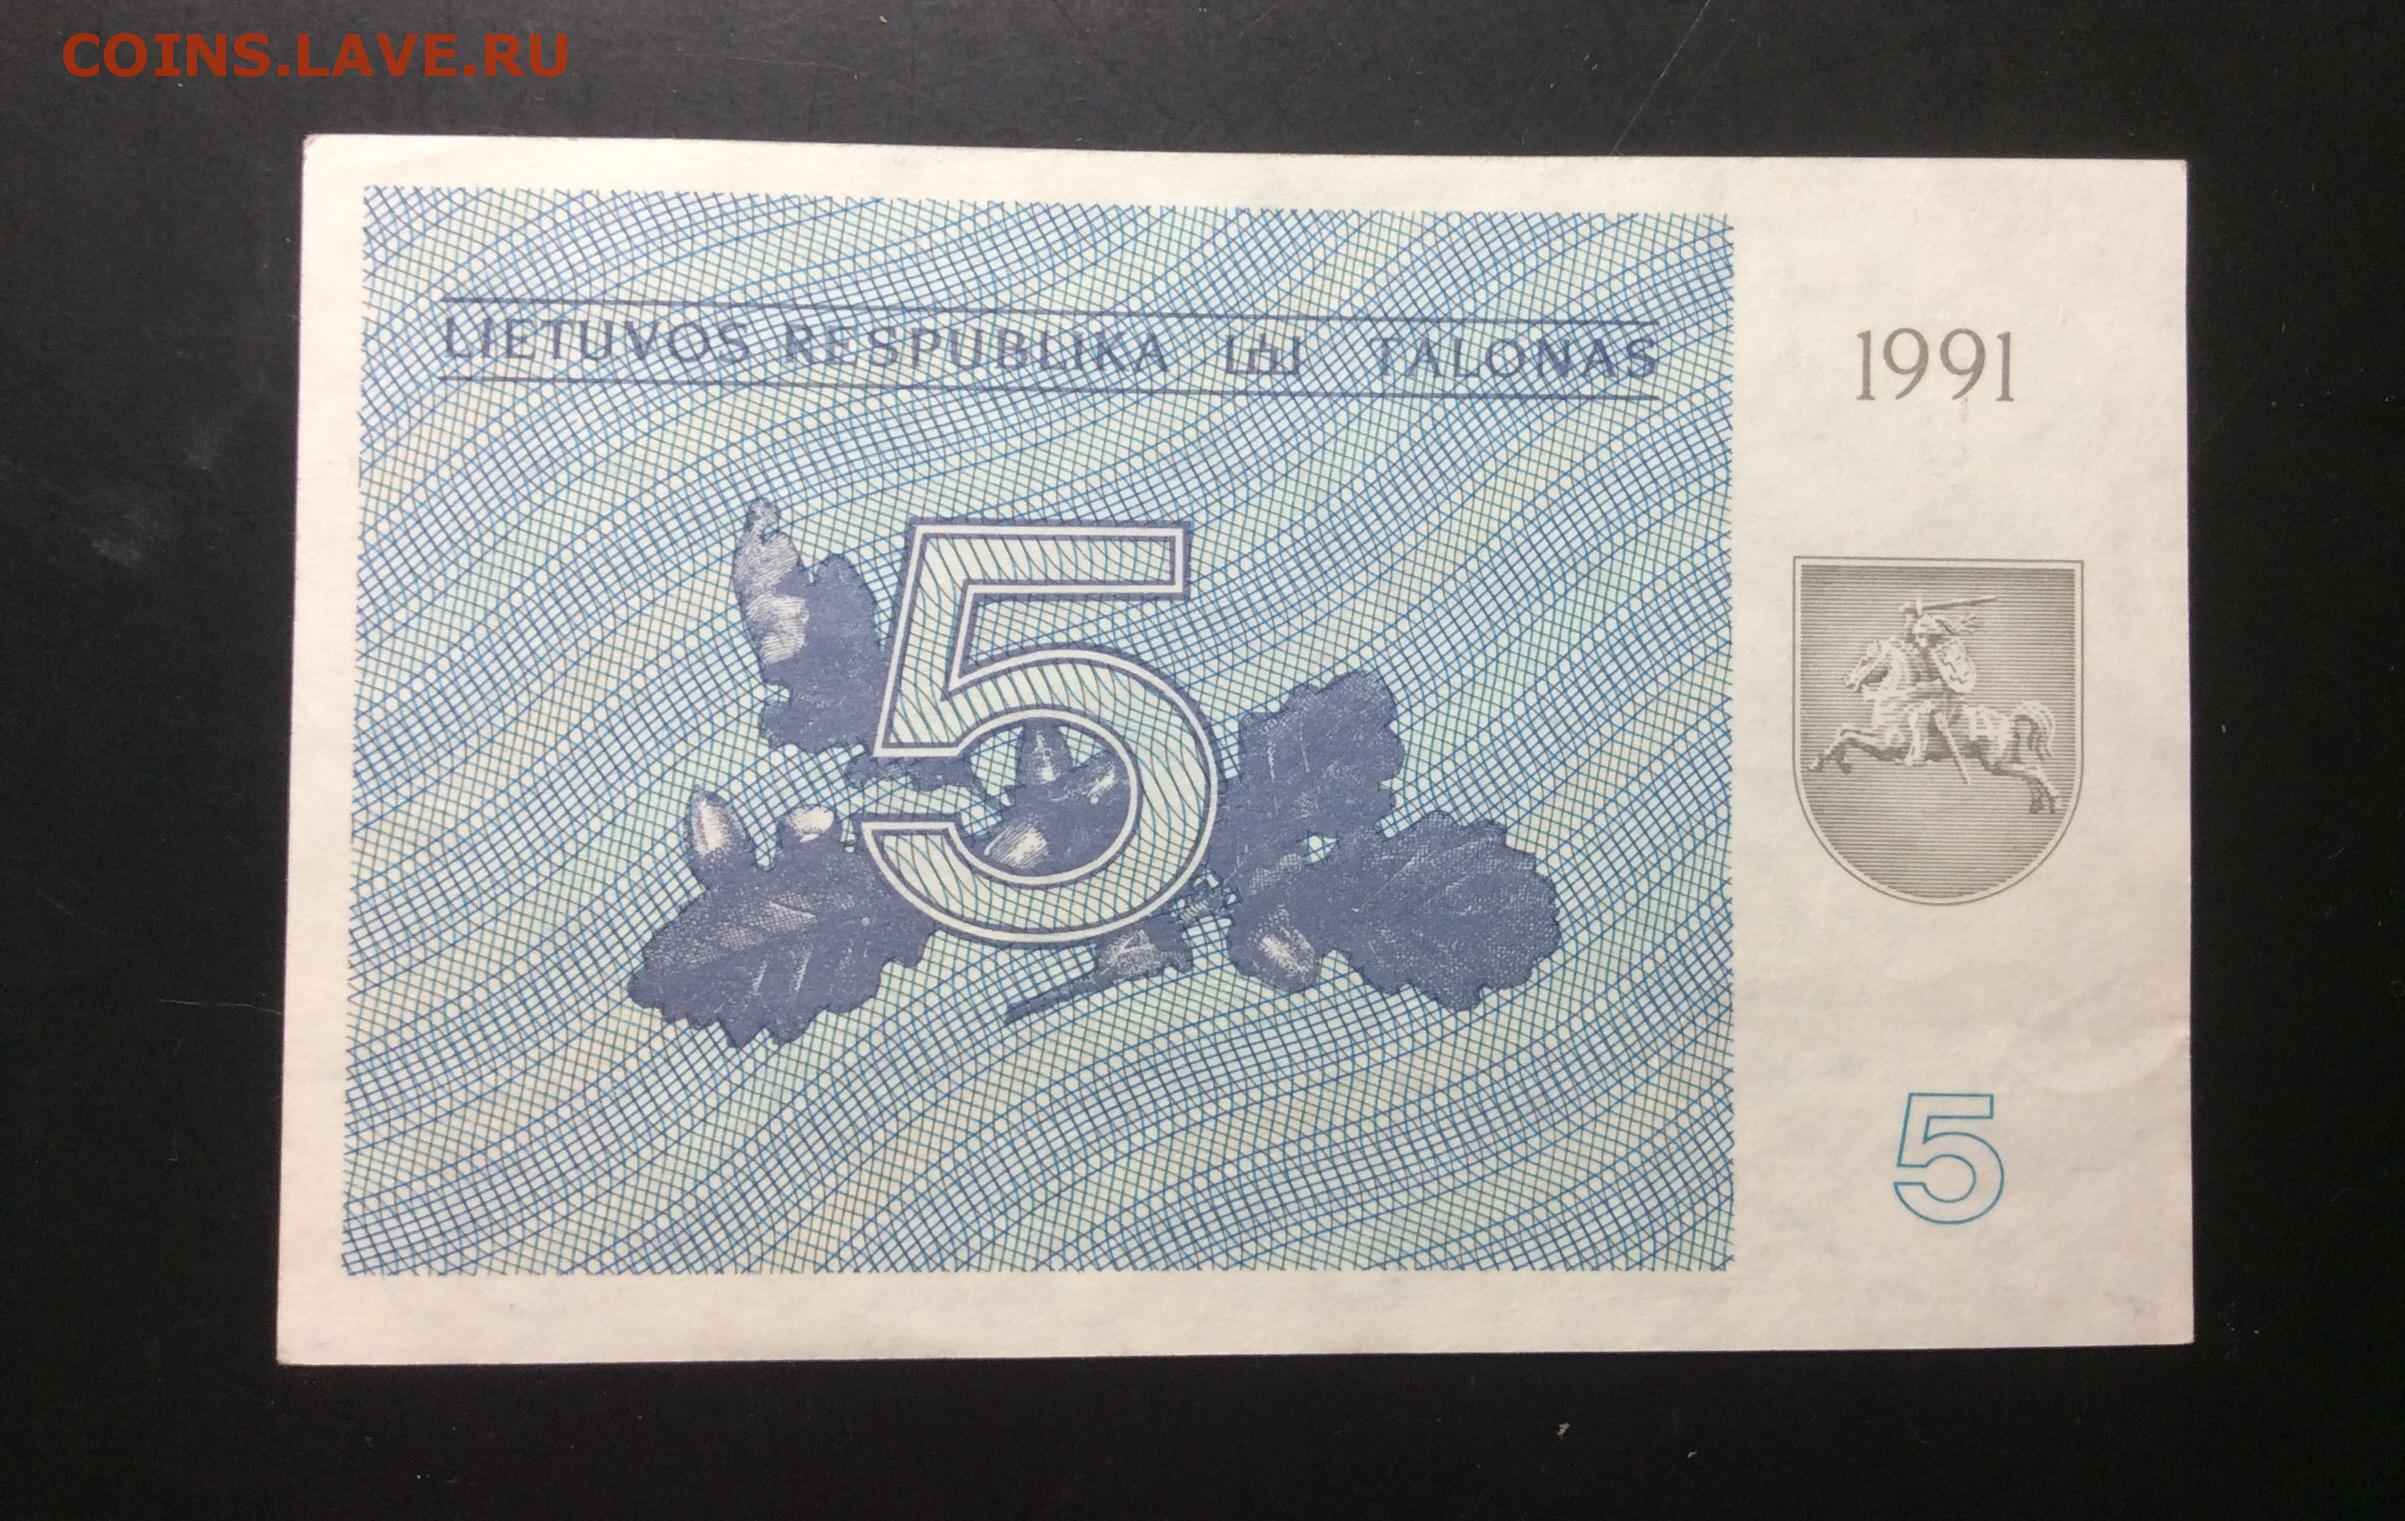 COINS.LAVE.RU
LIETUVOS RESPUBLIKA TALONAS
1991
5
5